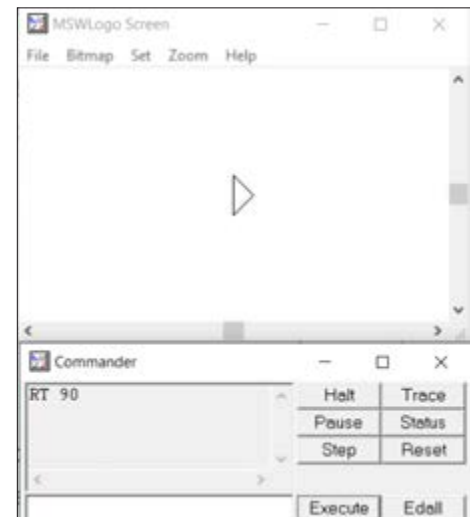 MSWLogo Screen
File Bitmap Set Zoom Help
Commander
RT 90
Halt Trace
Pause Status
Step Reset
Execute Edall